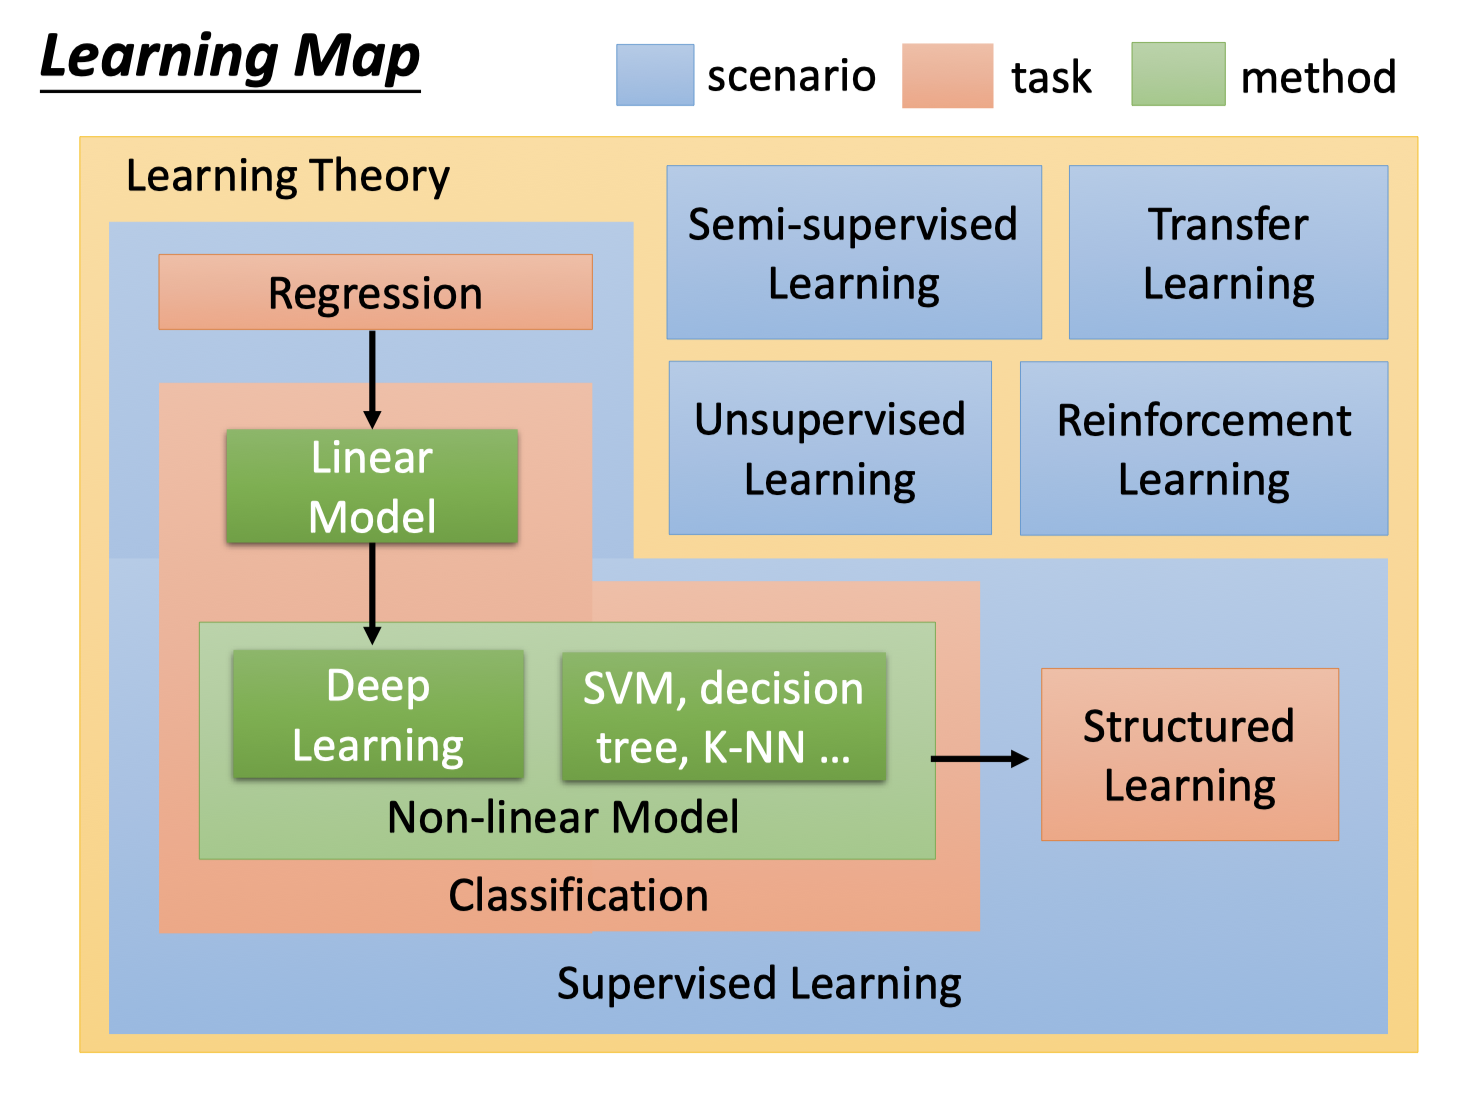 Learning Map
scenario
task
method
Learning Theory
Semi-supervised
Learning
Transfer
Learning
Regression
Unsupervised
Learning
Reinforcement
Learning
Linear
Model
Deep
Learning
SVM, decision
tree, K-NN ...
Non-linear Model
Structured
Learning
Classification
Supervised Learning